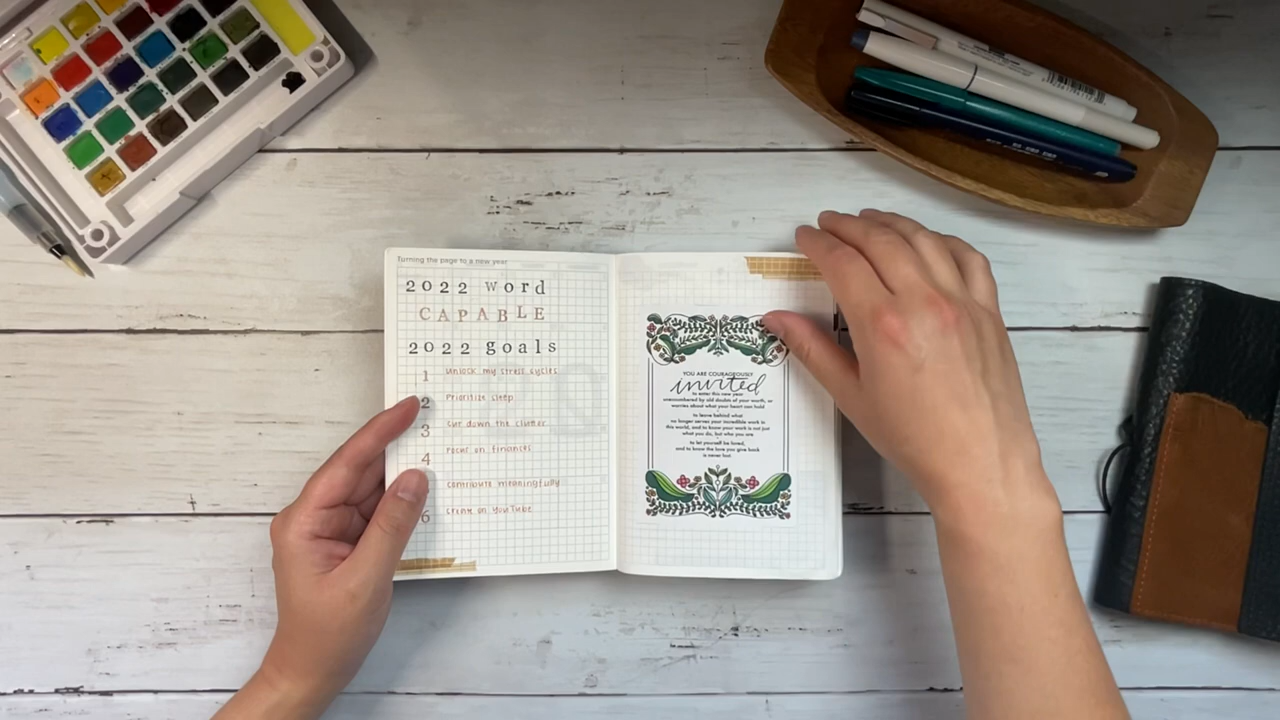 Turning the page to a new year
2022 Word
CAPABLE
2022 goals
1 unlock my stress cycles
2 Prioritize sleep
3 cut down the clutter
4 Focus on finances
contribute meaningfully
6 create on YouTube
YOU ARE COURAGEOUSLY
invited
to enter this new year
unencumbered by old doubts of your worth, or
worries about what your heart can hold
to leave behind what
no longer serves your incredible work in
this world, and to know your work is not just
what you do, but who you are
to let yourself be loved,
and to know the love you give back
is never lost